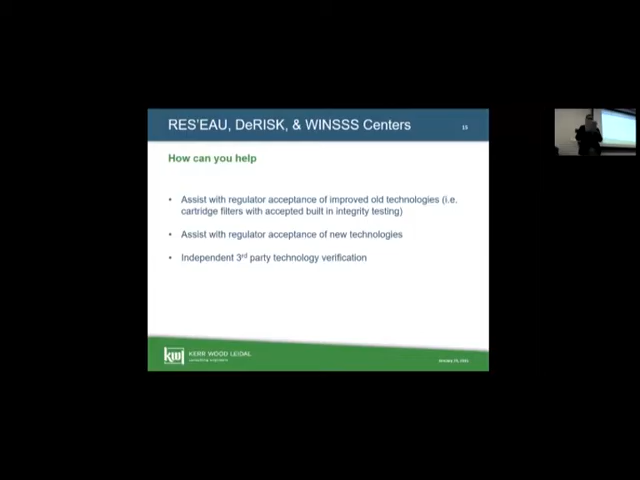 RES'EAU, DeRISK, & WINSSS Centers
How can you help
• Assist with regulator acceptance of improved old technologies (i.e.
cartridge filters with accepted built in integrity testing)
• Assist with regulator acceptance of new technologies
• Independent 3rd party technology verification
kwl
KERR WOOD LEIDAL
consulting engineers